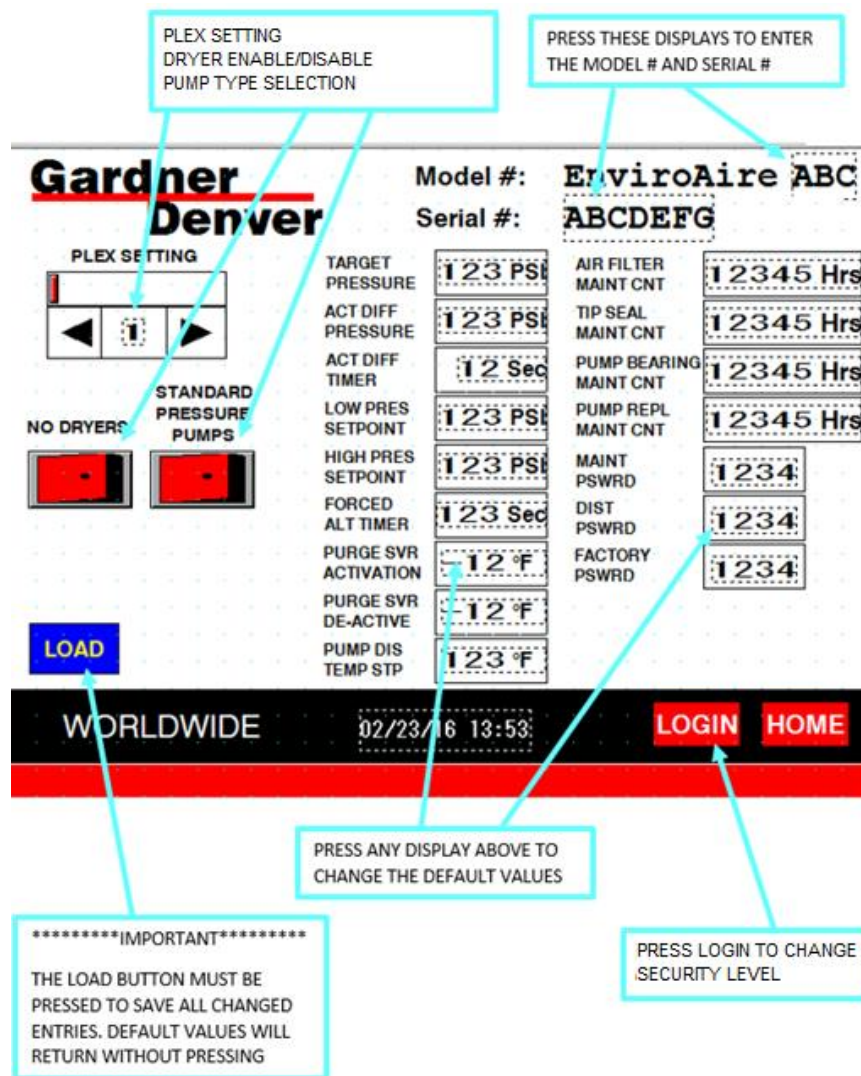 PLEX SETTING
DRYER ENABLE/DISABLE
PUMP TYPE SELECTION
PRESS THESE DISPLAYS TO ENTER
THE MODEL # AND SERIAL #
Gardner
Denver
Model #: EnviroAire ABC
Serial #: ABCDEFG
PLEX SETTING
1
NO DRYERS
STANDARD
PRESSURE
PUMPS
LOAD
TARGET
PRESSURE
123 PSI
ACT DIFF
PRESSURE
123 PSI
ACT DIFF
TIMER
12 Sec
LOW PRES
SETPOINT
123 PSI
HIGH PRES
SETPOINT
123 PSI
FORCED
ALT TIMER
123 Sec
PURGE SVR
ACTIVATION
-12 °F
PURGE SVR
DE-ACTIVE
-12 °F
PUMP DIS
TEMP STP
123 °F
AIR FILTER
MAINT CNT
12345 Hrs
TIP SEAL
MAINT CNT
12345 Hrs
PUMP BEARING
MAINT CNT
12345 Hrs
PUMP REPL
MAINT CNT
12345 Hrs
MAINT
PSWRD
1234
DIST
PSWRD
1234
FACTORY
PSWRD
1234
WORLDWIDE
02/23/16 13:53
LOGIN
HOME
PRESS ANY DISPLAY ABOVE TO
CHANGE THE DEFAULT VALUES
*********IMPORTANT*********
THE LOAD BUTTON MUST BE
PRESSED TO SAVE ALL CHANGED
ENTRIES. DEFAULT VALUES WILL
RETURN WITHOUT PRESSING
PRESS LOGIN TO CHANGE
SECURITY LEVEL